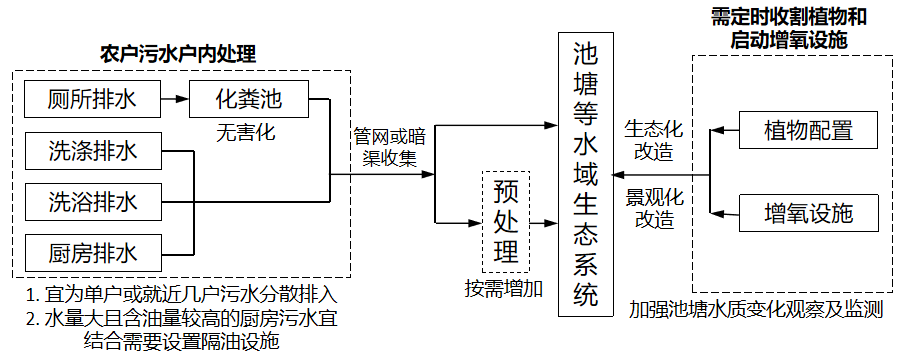 农户污水户内处理
厕所排水
化粪池
无害化
洗涤排水
洗浴排水
厨房排水
1. 宜为单户或就近几户污水分散排入
2. 水量大且含油量较高的厨房污水宜
结合需要设置隔油设施
管网或暗
渠收集
预处理
按需增加
池塘等水域生态系统
生态化
改造
景观化
改造
需定时收割植物和
启动增氧设施
植物配置
增氧设施
加强池塘水质变化观察及监测